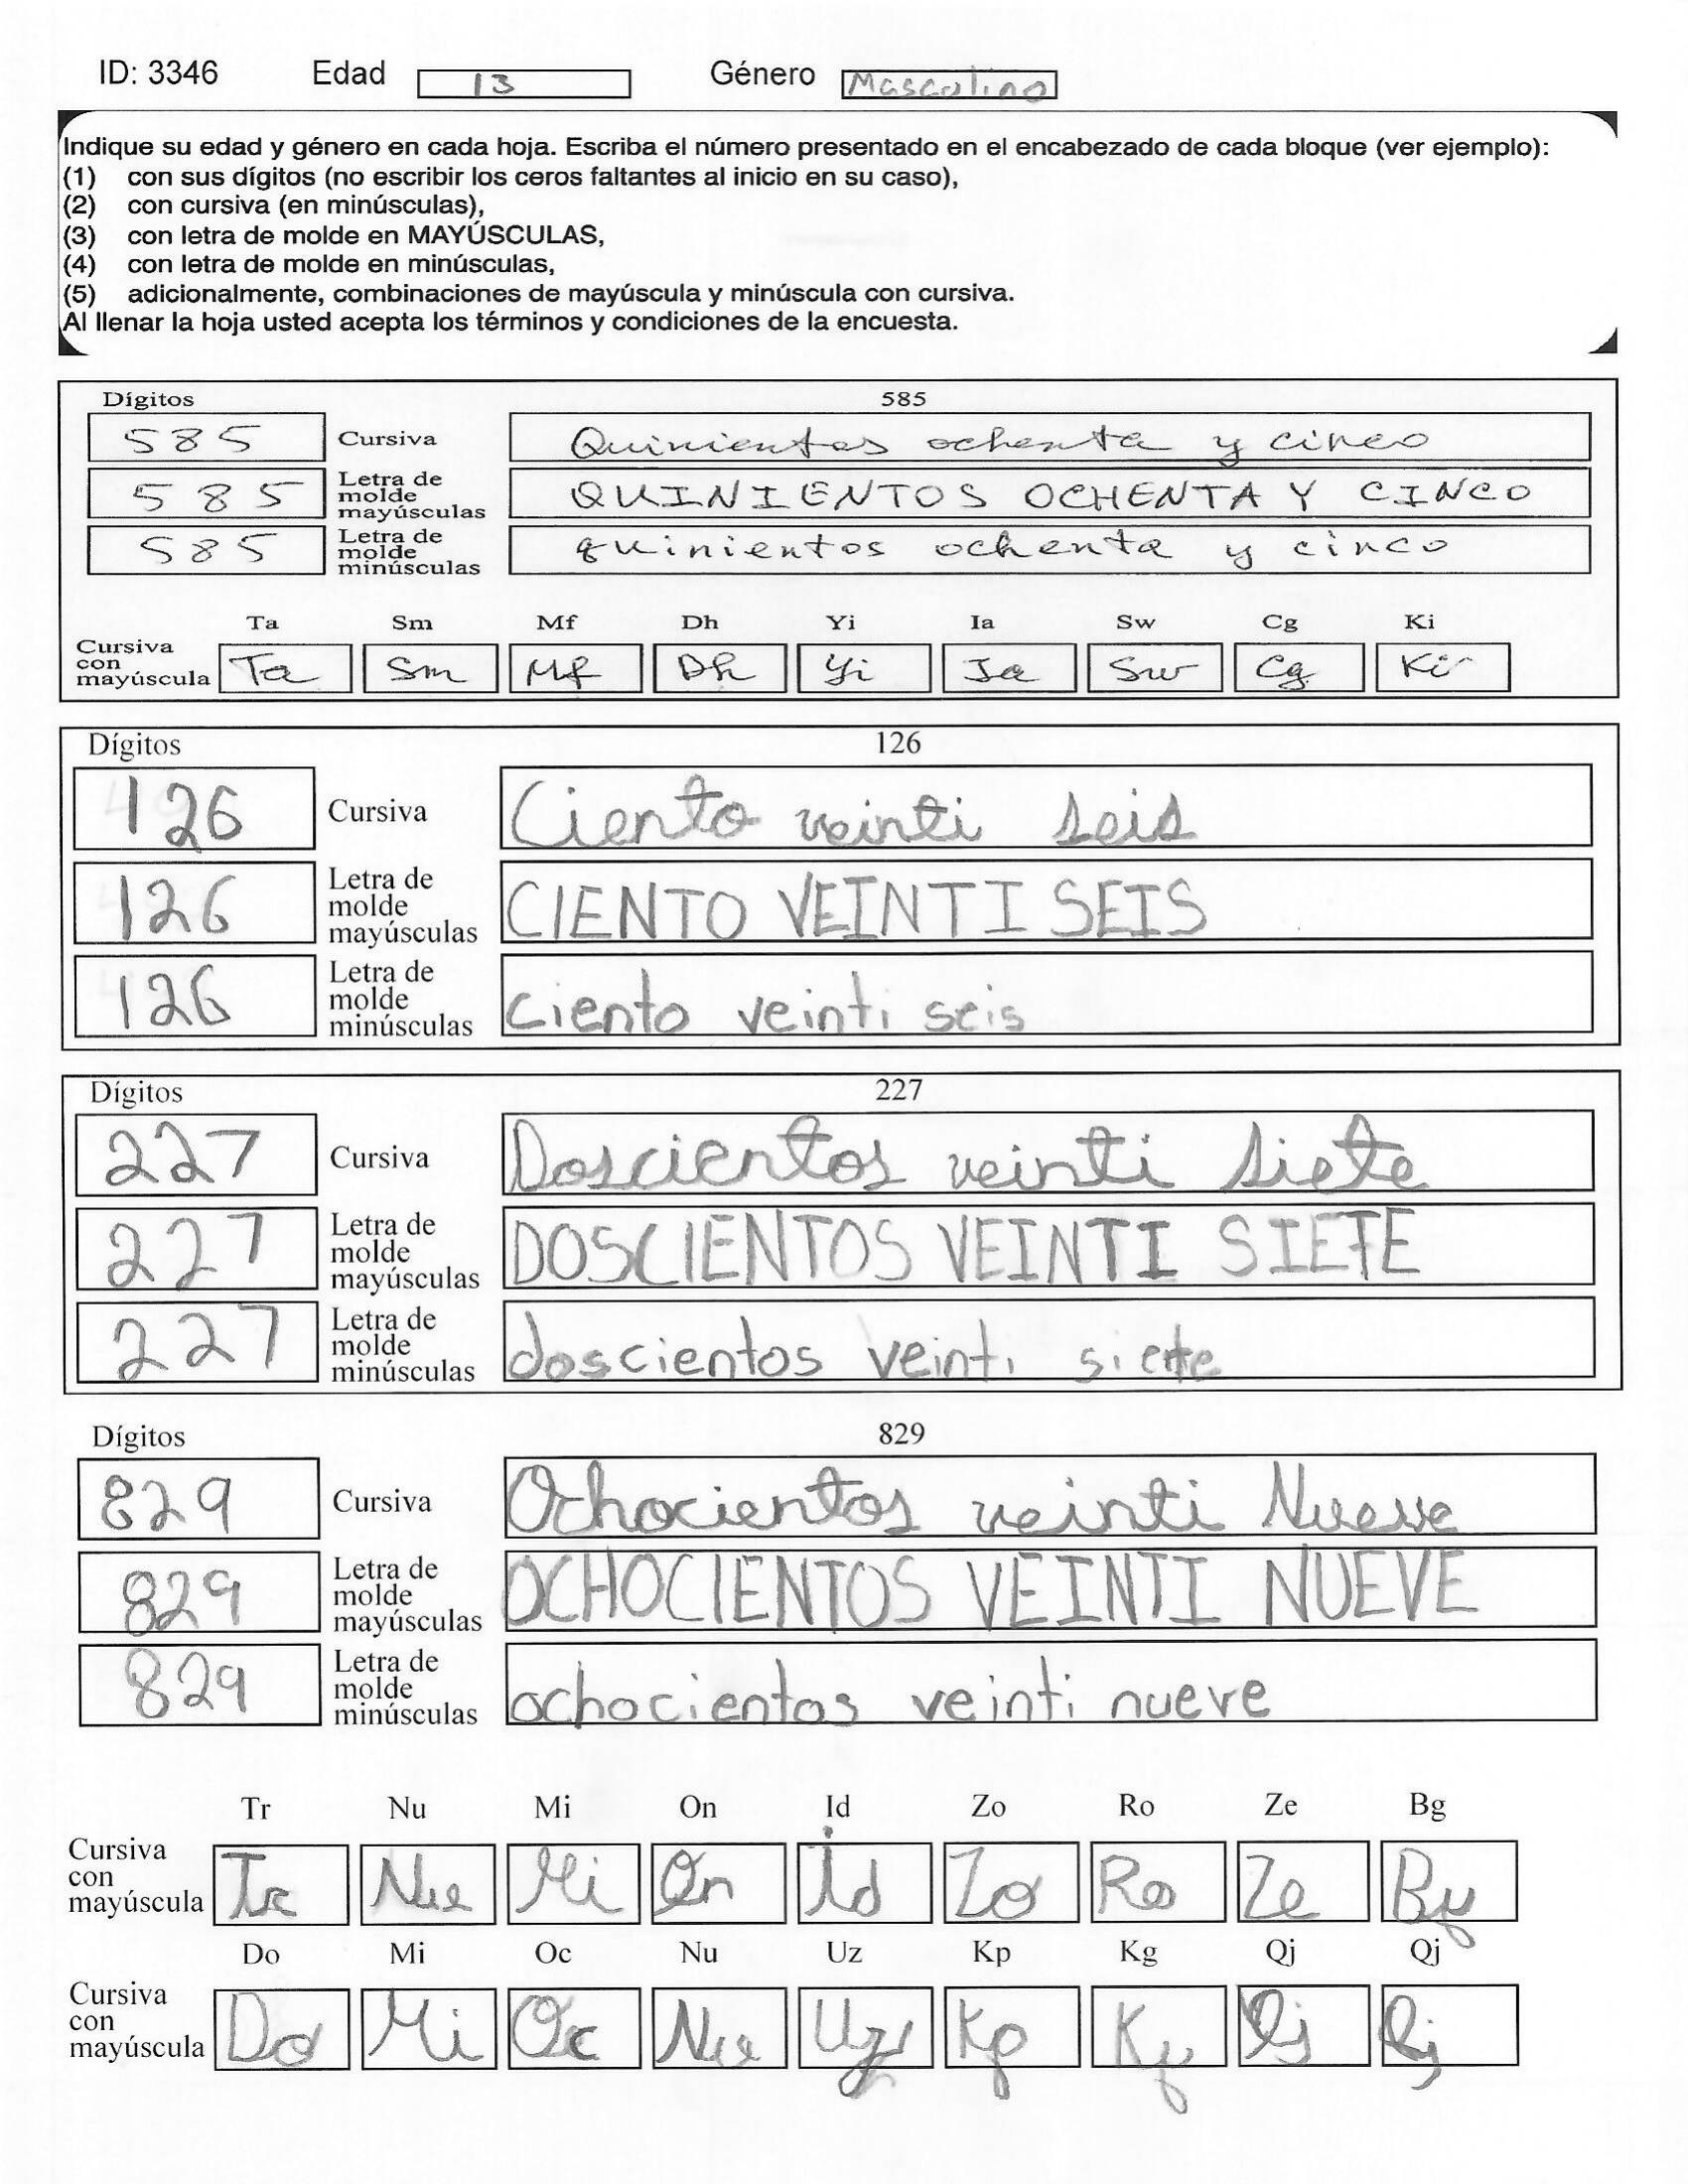 ID: 3346 Edad 13 Género Masculino
Indique su edad y género en cada hoja. Escriba el número presentado en el encabezado de cada bloque (ver ejemplo):
(1) con sus dígitos (no escribir los ceros faltantes al inicio en su caso),
(2) con cursiva (en minúsculas),
(3) con letra de molde en MAYÚSCULAS,
(4) con letra de molde en minúsculas,
(5) adicionalmente, combinaciones de mayúscula y minúscula con cursiva.
Al llenar la hoja usted acepta los términos y condiciones de la encuesta.
Dígitos 585
585 Cursiva Quinientos ochenta y cinco
585 Letra de molde mayúsculas QUINIENTOS OCHENTA Y CINCO
585 Letra de molde minúsculas quinientos ochenta y cinco
Ta Sm Mf Dh Yi Ia Sw Cg Ki
Cursiva con mayúscula Ta Sm Mf Dh Yi Ia Sw Cg Ki
Dígitos 126
126 Cursiva Ciento veinti seis
126 Letra de molde mayúsculas CIENTO VEINTI SEIS
126 Letra de molde minúsculas ciento veinti seis
Dígitos 227
227 Cursiva Doscientos veinti siete
227 Letra de molde mayúsculas DOSCIENTOS VEINTI SIETE
227 Letra de molde minúsculas doscientos veinti siete
Dígitos 829
829 Cursiva Ochocientos veinti Nueve
829 Letra de molde mayúsculas OCHOCIENTOS VEINTI NUEVE
829 Letra de molde minúsculas ochocientos veinti nueve
Tr Nu Mi On Id Zo Ro Ze Bg
Cursiva con mayúscula Tr Nu Mi On Id Zo Ro Ze Bg
Do Mi Oc Nu Uz Kp Kg Qj Qj
Cursiva con mayúscula Do Mi Oc Nu Uz Kp Kg Qj Qj